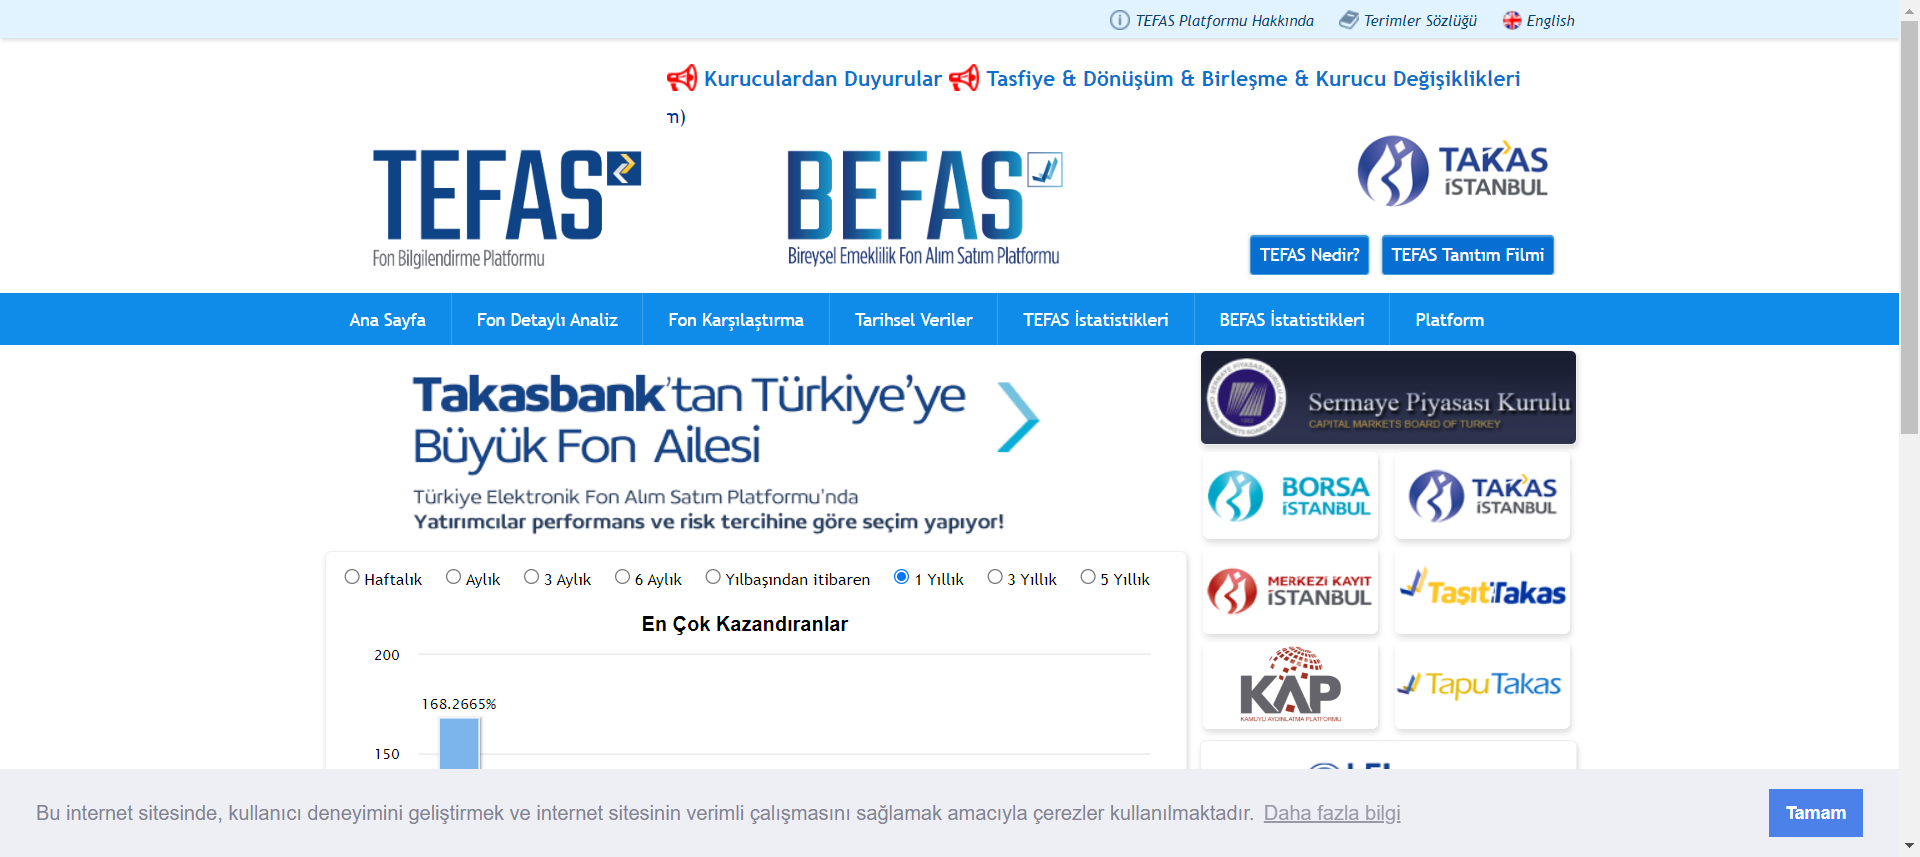 TEFAS Platformu Hakkında Terimler Sözlüğü English
Kuruculardan Duyurular Tasfiye & Dönüşüm & Birleşme & Kurucu Değişiklikleri
m)
TEFAS
Fon Bilgilendirme Platformu
BEFAS
Bireysel Emeklilik Fon Alım Satım Platformu
TAKAS
İSTANBUL
TEFAS Nedir? TEFAS Tanıtım Filmi
Ana Sayfa Fon Detaylı Analiz Fon Karşılaştırma Tarihsel Veriler TEFAS İstatistikleri BEFAS İstatistikleri Platform
Takasbank'tan Türkiye'ye
Büyük Fon Ailesi
Türkiye Elektronik Fon Alım Satım Platformu'nda
Yatırımcılar performans ve risk tercihine göre seçim yapıyor!
Sermaye Piyasası Kurulu
CAPITAL MARKETS BOARD OF TURKEY
BORSA
İSTANBUL
TAKAS
İSTANBUL
MERKEZİ KAYIT
İSTANBUL
TaşıtTakas
KAP
KAMUYU AYDINLATMA PLATFORMU
TapuTakas
Haftalık Aylık 3 Aylık 6 Aylık Yılbaşından itibaren 1 Yıllık 3 Yıllık 5 Yıllık
En Çok Kazandıranlar
200
168.2665%
150
Bu internet sitesinde, kullanıcı deneyimini geliştirmek ve internet sitesinin verimli çalışmasını sağlamak amacıyla çerezler kullanılmaktadır. Daha fazla bilgi
Tamam